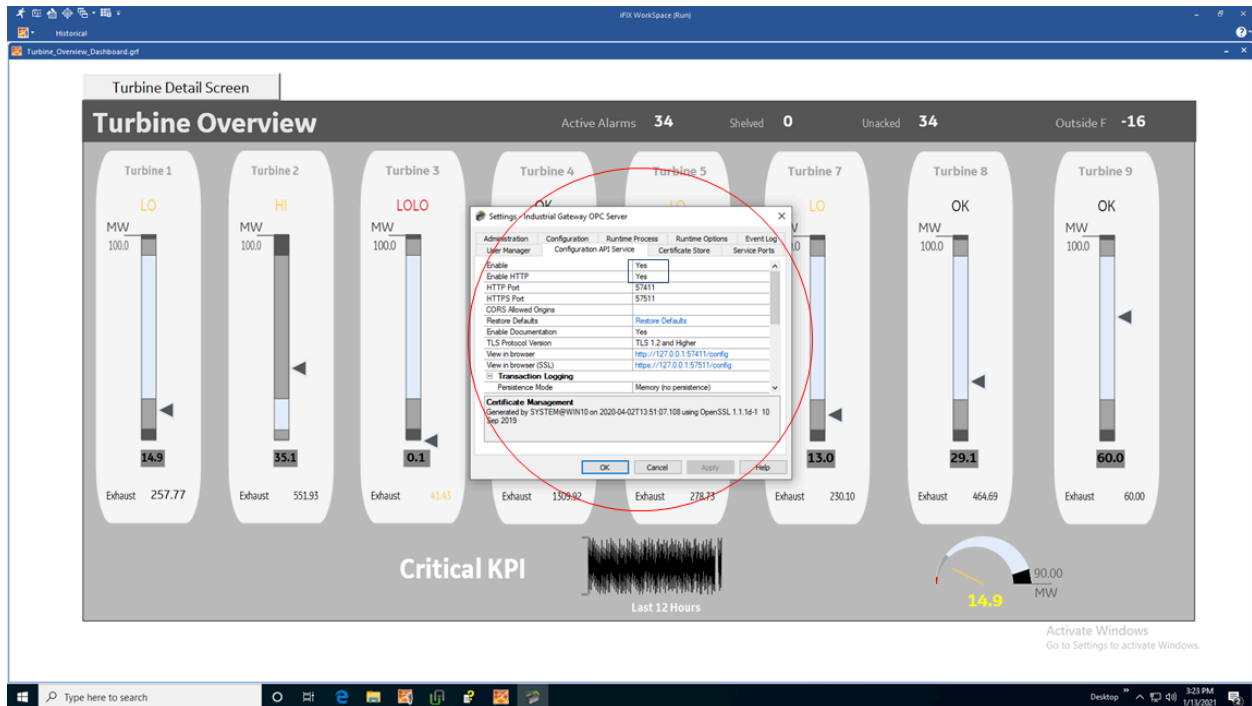 iFIX WorkSpace (Run)
Historical
Turbine_Overview_Dashboard.grf
Turbine Detail Screen
Turbine Overview
Active Alarms 34 Shelved 0 Unacked 34 Outside F -16
Turbine 1 Turbine 2 Turbine 3 Turbine 4 Turbine 5 Turbine 7 Turbine 8 Turbine 9
LO HI LOLO OK LO LO OK OK
MW MW MW MW MW
100.0 100.0 100.0 100.0 100.0
Settings - Industrial Gateway OPC Server
Administration Configuration Runtime Process Runtime Options Event Log
User Manager Configuration API Service Certificate Store Service Ports
Enable Yes
Enable HTTP Yes
HTTP Port 57411
HTTPS Port 57511
CORS Allowed Origins
Restore Defaults Restore Defaults
Enable Documentation Yes
TLS Protocol Version TLS 1.2 and Higher
View in browser http://127.0.0.1:57411/config
View in browser (SSL) https://127.0.0.1:57511/config
Transaction Logging
Persistence Mode Memory (no persistence)
Certificate Management
Generated by SYSTEM@WIN10 on 2020-04-02T13:51:07.108 using OpenSSL 1.1.1d-1 10
Sep 2019
OK Cancel Apply Help
14.9 35.1 0.1 13.0 29.1 60.0
Exhaust 257.77 Exhaust 551.93 Exhaust 41.43 Exhaust 1309.92 Exhaust 278.73 Exhaust 230.10 Exhaust 464.69 Exhaust 60.00
Critical KPI
Last 12 Hours
90.00
MW
14.9
Activate Windows
Go to Settings to activate Windows.
Type here to search
Desktop
3:23 PM
1/13/2021